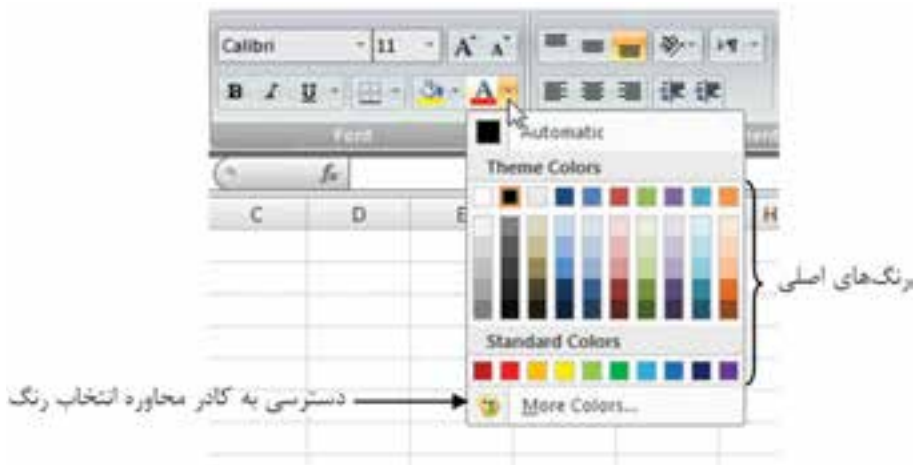 Calibri 11 A A
B I U A
Font
Automatic
Theme Colors
fx
C D E H
رنگ‌های اصلی
Standard Colors
More Colors...
دسترسی به کادر محاوره انتخاب رنگ